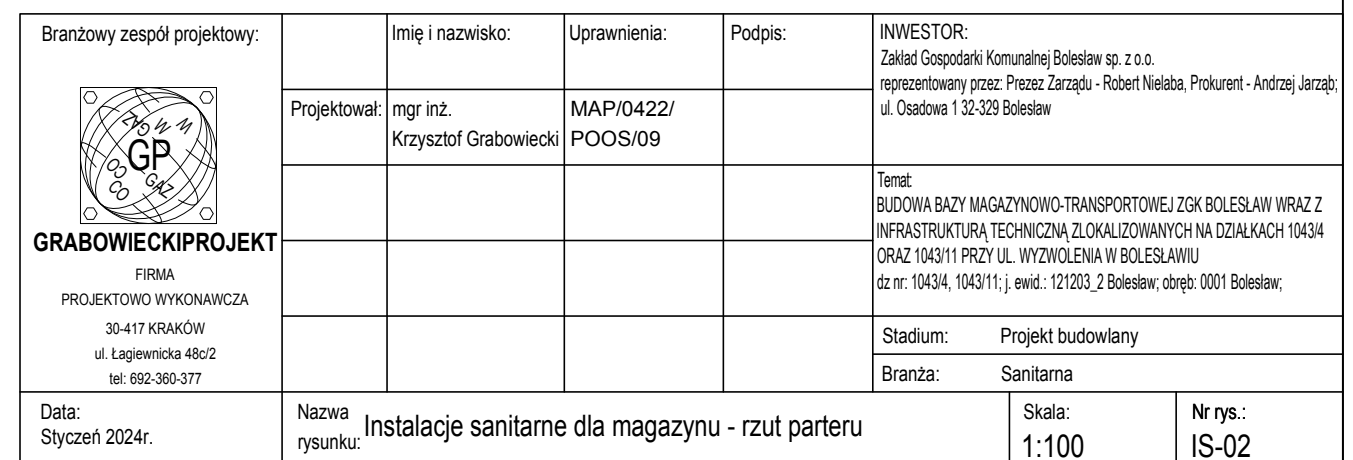 Branżowy zespół projektowy:
W W W
GAZ
GP
CO
CO
GAZ
GRABOWIECKIPROJEKT
FIRMA
PROJEKTOWO WYKONAWCZA
30-417 KRAKÓW
ul. Łagiewnicka 48c/2
tel: 692-360-377
Imię i nazwisko:
Uprawnienia:
Podpis:
Projektował:
mgr inż.
Krzysztof Grabowiecki
MAP/0422/
POOS/09
INWESTOR:
Zakład Gospodarki Komunalnej Bolesław sp. z o.o.
reprezentowany przez: Prezez Zarządu - Robert Nielaba, Prokurent - Andrzej Jarząb;
ul. Osadowa 1 32-329 Bolesław
Temat:
BUDOWA BAZY MAGAZYNOWO-TRANSPORTOWEJ ZGK BOLESŁAW WRAZ Z
INFRASTRUKTURĄ TECHNICZNĄ ZLOKALIZOWANYCH NA DZIAŁKACH 1043/4
ORAZ 1043/11 PRZY UL. WYZWOLENIA W BOLESŁAWIU
dz nr: 1043/4, 1043/11; j. ewid.: 121203_2 Bolesław; obręb: 0001 Bolesław;
Stadium: Projekt budowlany
Branża: Sanitarna
Data:
Styczeń 2024r.
Nazwa
rysunku: Instalacje sanitarne dla magazynu - rzut parteru
Skala:
1:100
Nr rys.:
IS-02